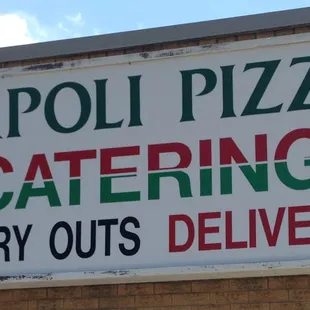 APOLI PIZZ
CATERING
RY OUTS DELIVE